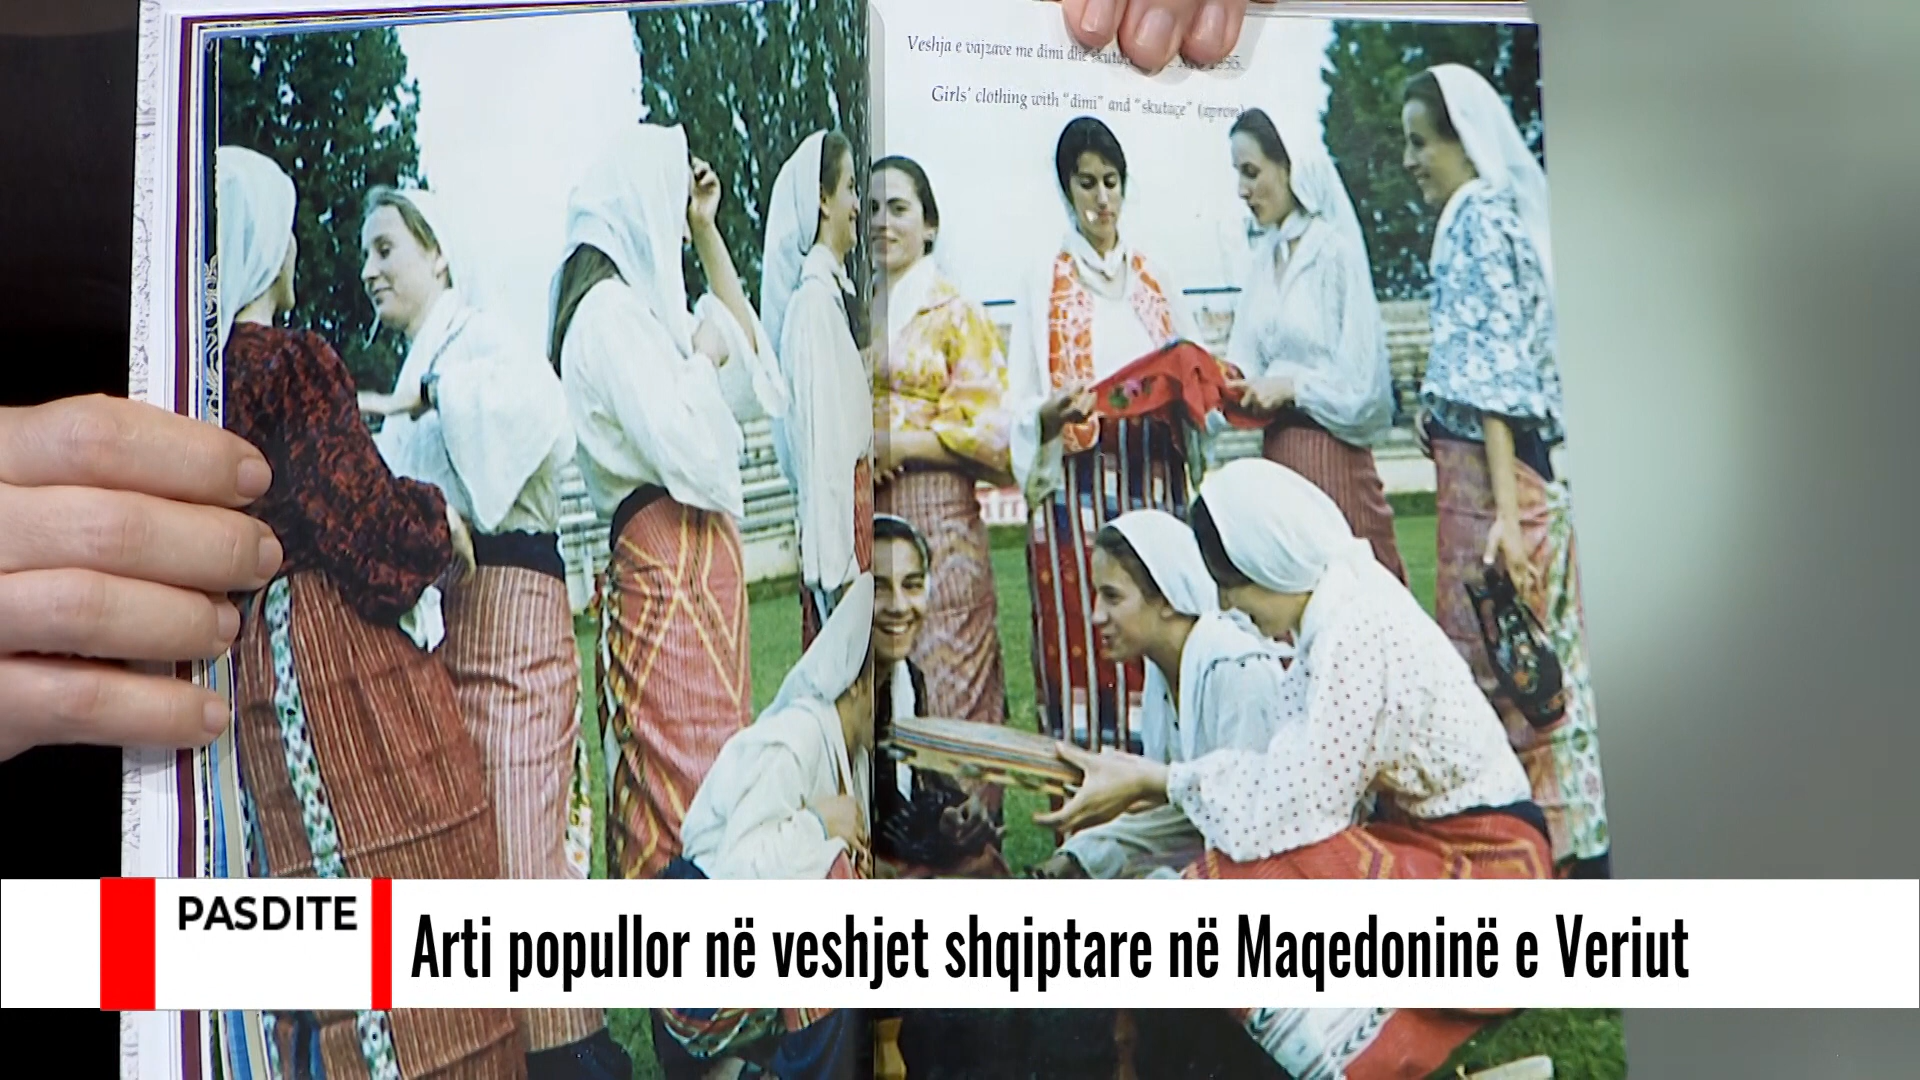 Veshja e vajzave me dimi dhe
Girls' clothing with "dimi" and "skutaçe" (apron)
PASDITE
Arti popullor në veshjet shqiptare në Maqedoninë e Veriut